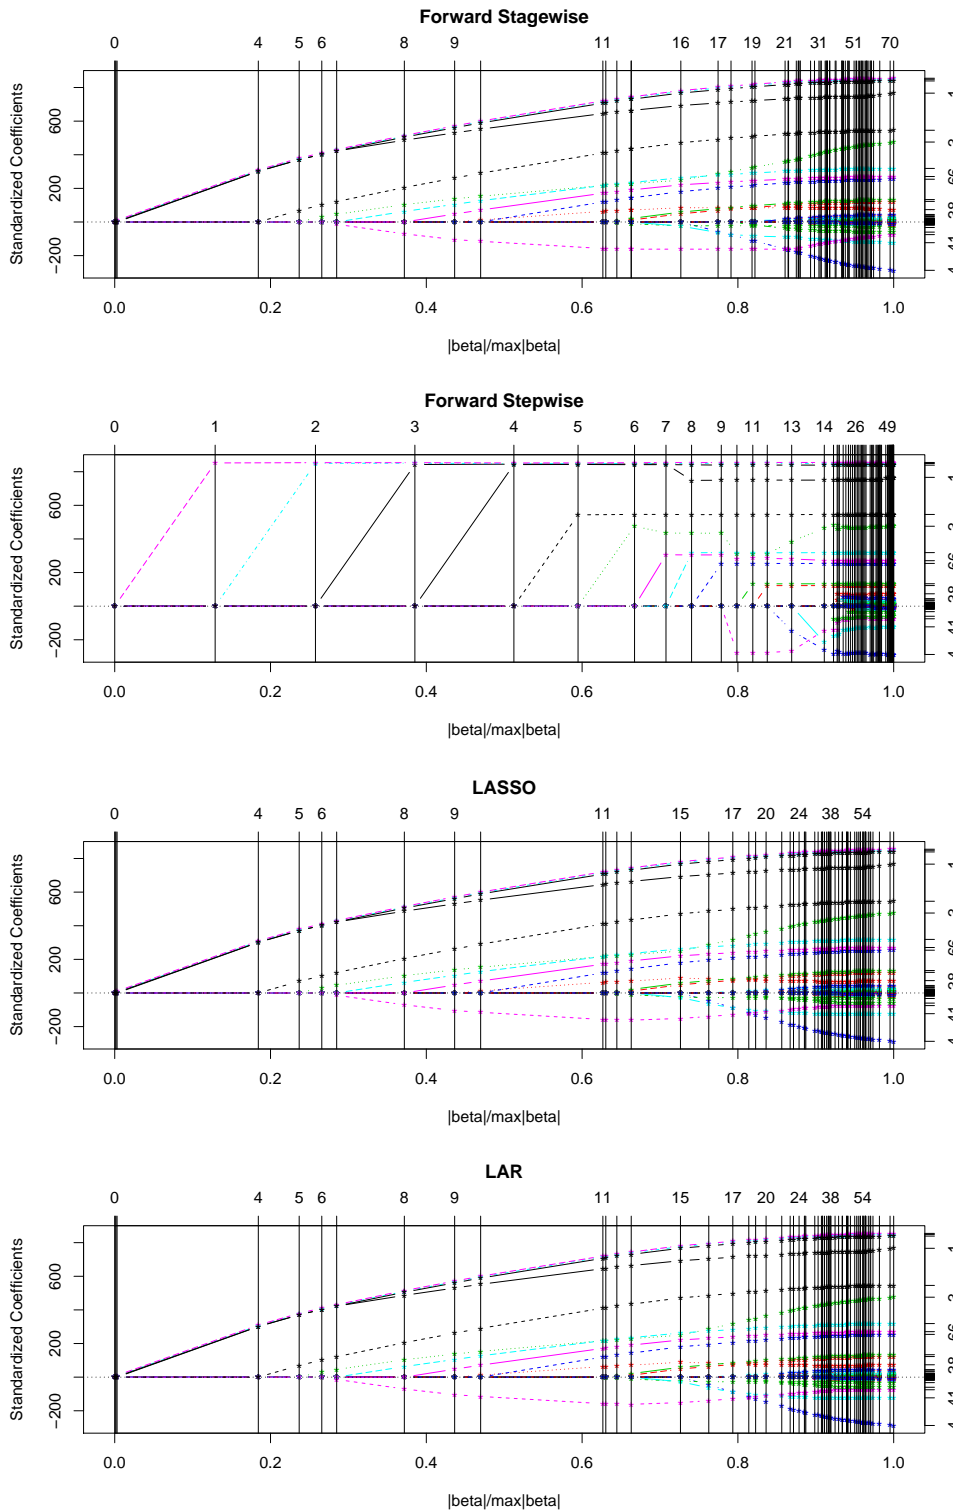 Forward Stagewise
0 4 5 6 8 9 11 16 17 19 21 31 51 70
Standardized Coefficients
−200 200 600
0.0 0.2 0.4 0.6 0.8 1.0
|beta|/max|beta|
Forward Stepwise
0 1 2 3 4 5 6 7 8 9 11 13 14 26 49
Standardized Coefficients
−200 200 600
0.0 0.2 0.4 0.6 0.8 1.0
|beta|/max|beta|
LASSO
0 4 5 6 8 9 11 15 17 20 24 38 54
Standardized Coefficients
−200 200 600
0.0 0.2 0.4 0.6 0.8 1.0
|beta|/max|beta|
LAR
0 4 5 6 8 9 11 15 17 20 24 38 54
Standardized Coefficients
−200 200 600
0.0 0.2 0.4 0.6 0.8 1.0
|beta|/max|beta|